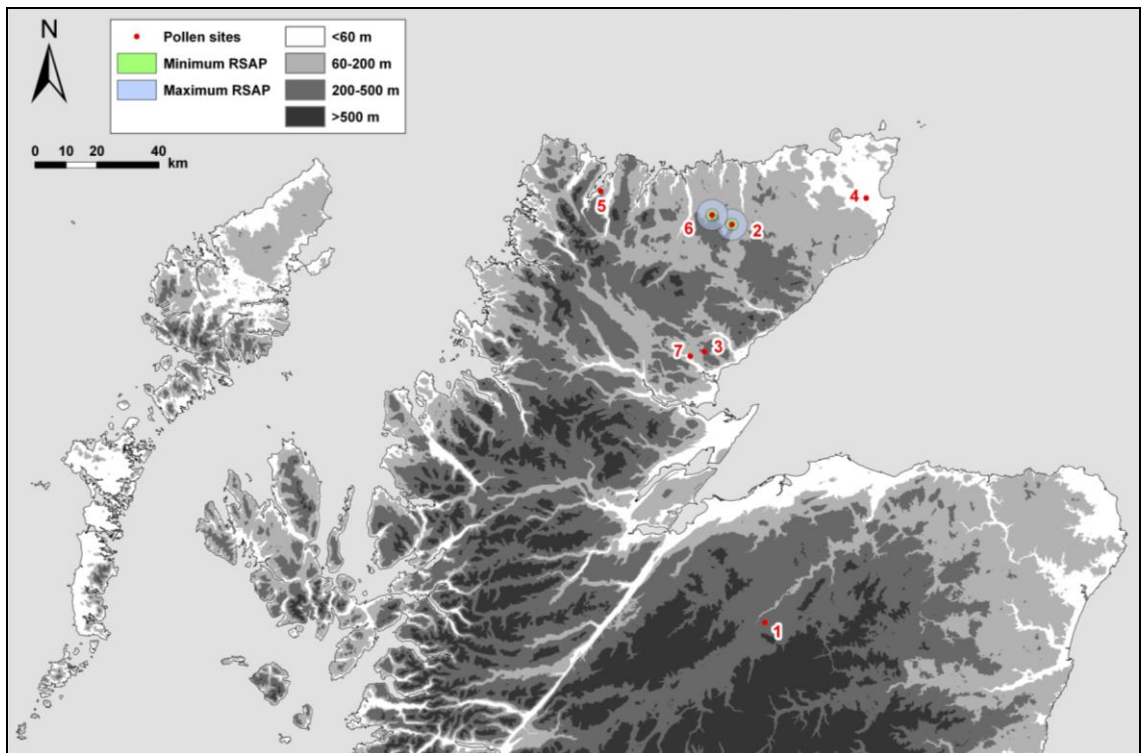 N
Pollen sites
Minimum RSAP
Maximum RSAP
<60 m
60-200 m
200-500 m
>500 m
0 10 20 40
km
5
4
6
2
7
3
1